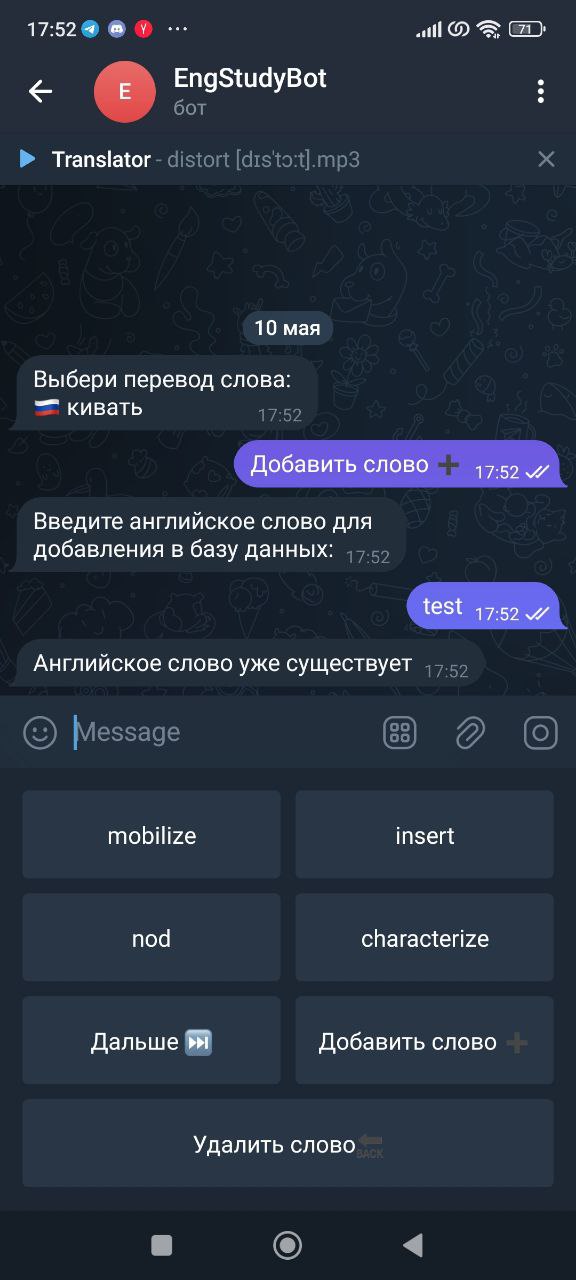 17:52
71
E
EngStudyBot
бот
Translator - distort [dɪs'tɔ:t].mp3
10 мая
Выбери перевод слова:
🇷🇺 кивать 17:52
Добавить слово ➕ 17:52
Введите английское слово для
добавления в базу данных: 17:52
test 17:52
Английское слово уже существует 17:52
Message
mobilize
insert
nod
characterize
Дальше ⏭
Добавить слово ➕
Удалить слово🔙